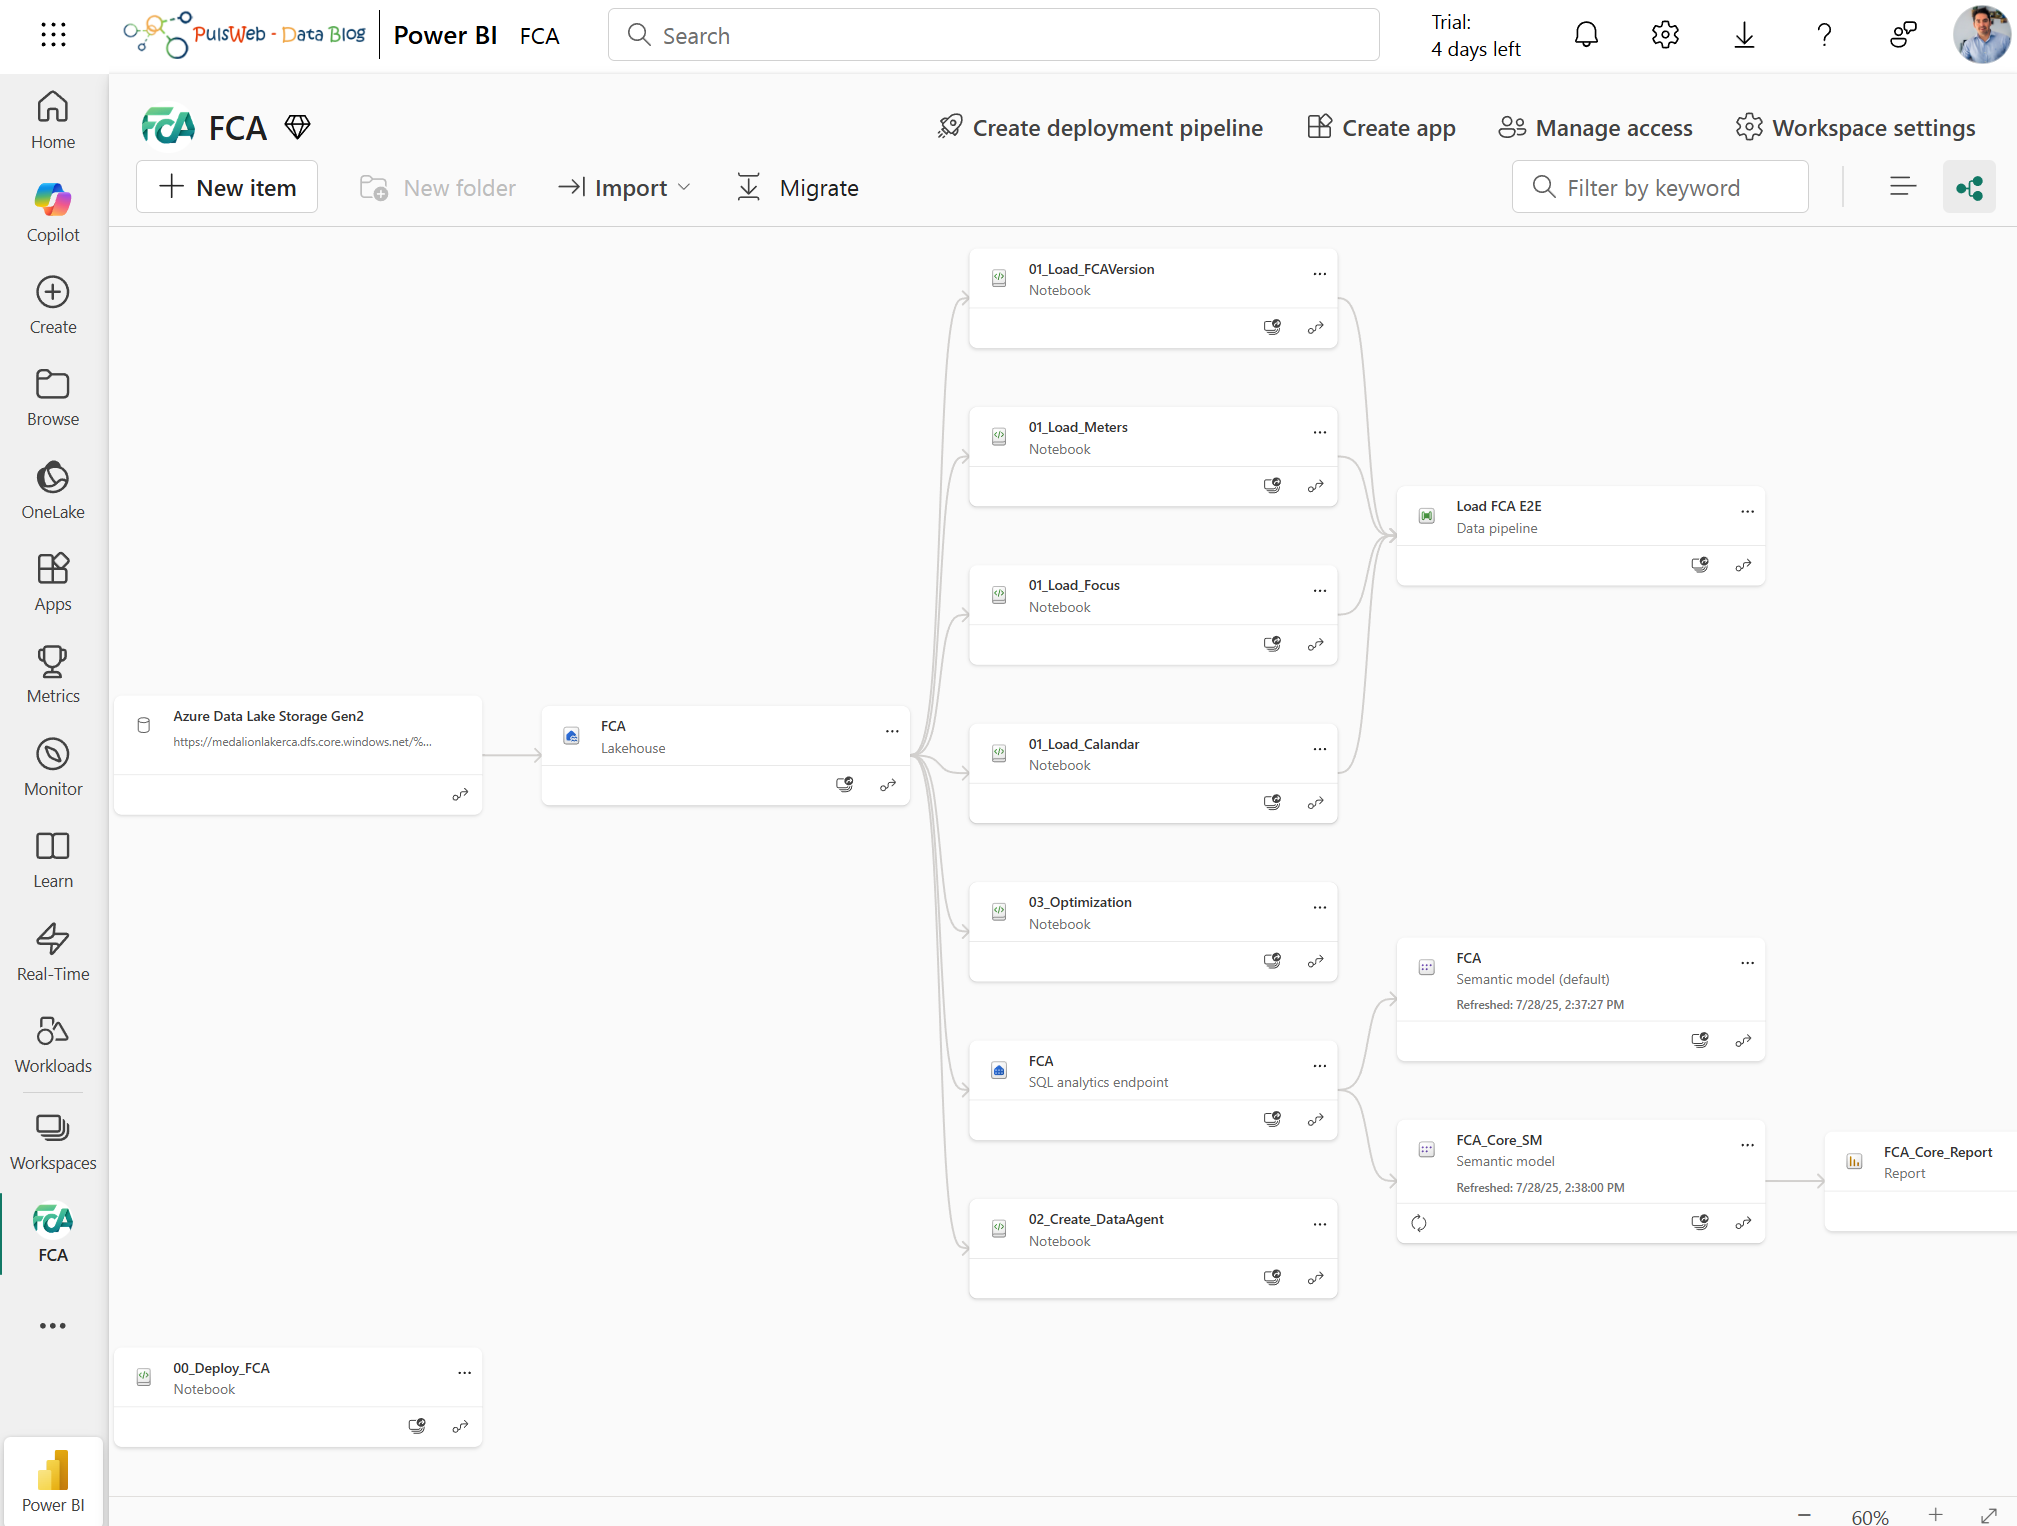 PulsWeb - Data Blog
Power BI
FCA
Search
Trial:
4 days left
Home
Copilot
Create
Browse
OneLake
Apps
Metrics
Monitor
Learn
Real-Time
Workloads
Workspaces
FCA
FCA
Power BI
FCA
FCA
Create deployment pipeline
Create app
Manage access
Workspace settings
New item
New folder
Import
Migrate
Filter by keyword
01_Load_FCAVersion
Notebook
01_Load_Meters
Notebook
Load FCA E2E
Data pipeline
01_Load_Focus
Notebook
Azure Data Lake Storage Gen2
https://medalionlakerca.dfs.core.windows.net/%...
FCA
Lakehouse
01_Load_Calandar
Notebook
03_Optimization
Notebook
FCA
Semantic model (default)
Refreshed: 7/28/25, 2:37:27 PM
FCA
SQL analytics endpoint
FCA_Core_SM
Semantic model
Refreshed: 7/28/25, 2:38:00 PM
FCA_Core_Report
Report
02_Create_DataAgent
Notebook
00_Deploy_FCA
Notebook
60%